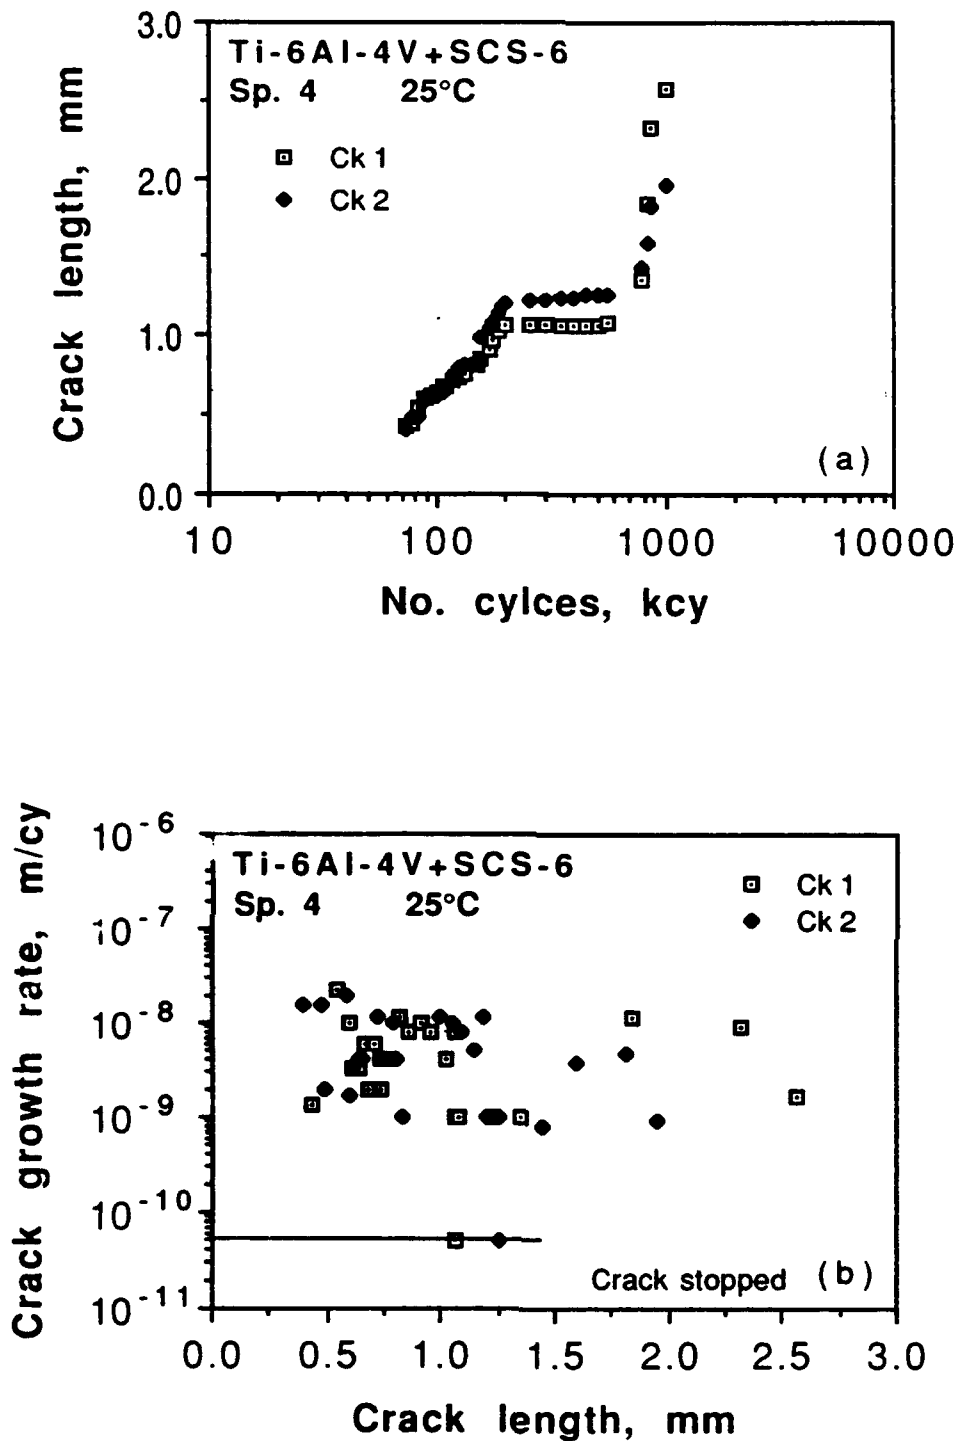 3.0
Ti-6Al-4V+SCS-6
Sp. 4 25°C
Ck 1
Ck 2
2.0
1.0
0.0
Crack length, mm
(a)
10 100 1000 10000
No. cylces, kcy
10-6
Ti-6Al-4V+SCS-6
Sp. 4 25°C
Ck 1
Ck 2
10-7
10-8
10-9
10-10
10-11
Crack growth rate, m/cy
Crack stopped (b)
0.0 0.5 1.0 1.5 2.0 2.5 3.0
Crack length, mm